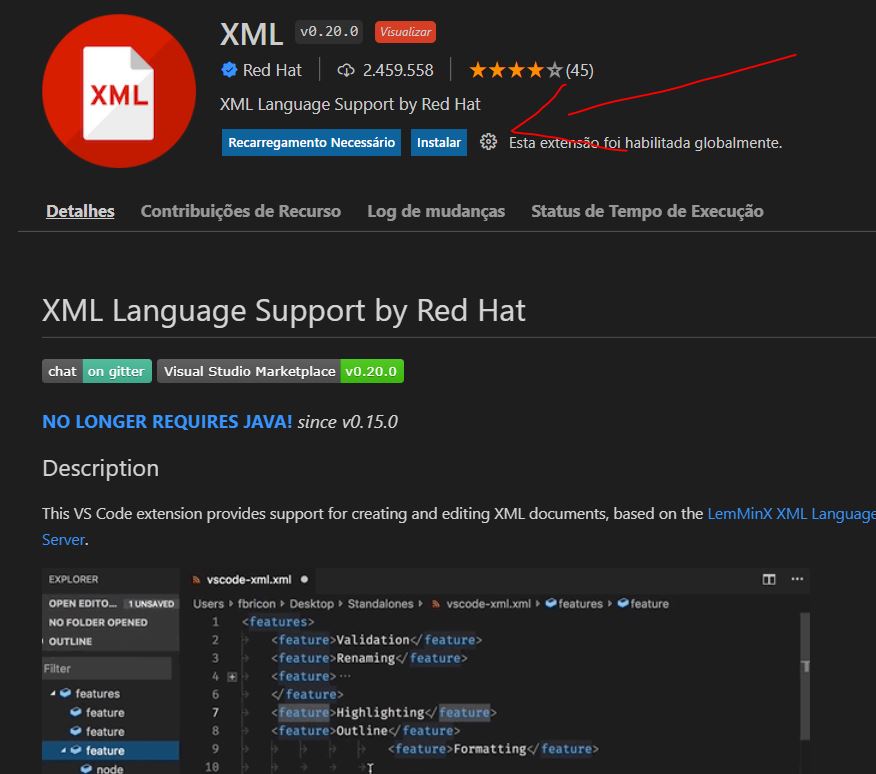 XML v0.20.0 Visualizar
XML
Red Hat 2.459.558 (45)
XML Language Support by Red Hat
Recarregamento Necessário Instalar Esta extensão foi habilitada globalmente.
Detalhes Contribuições de Recurso Log de mudanças Status de Tempo de Execução
XML Language Support by Red Hat
chat on gitter Visual Studio Marketplace v0.20.0
NO LONGER REQUIRES JAVA! since v0.15.0
Description
This VS Code extension provides support for creating and editing XML documents, based on the LemMinX XML Language
Server.
EXPLORER
OPEN EDITO... 1 UNSAVED
NO FOLDER OPENED
OUTLINE
Filter
features
feature
feature
feature
node
vscode-xml.xml
Users fbricon Desktop Standalones vscode-xml.xml features feature
1 <features>
2 <feature>Validation</feature>
3 <feature>Renaming</feature>
4 <feature>...
6 </feature>
7 <feature>Highlighting</feature>
8 <feature>Outline</feature>
9 <feature>Formatting</feature>
10